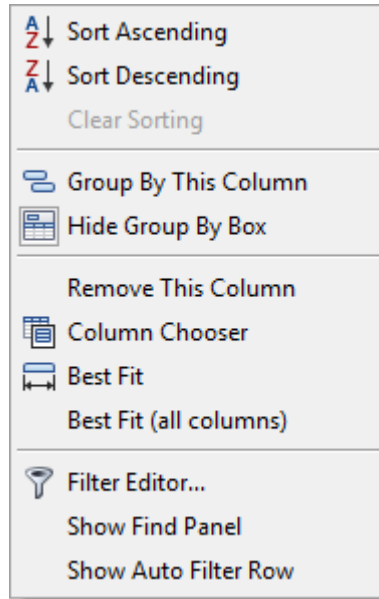 Sort Ascending
Sort Descending
Clear Sorting
Group By This Column
Hide Group By Box
Remove This Column
Column Chooser
Best Fit
Best Fit (all columns)
Filter Editor...
Show Find Panel
Show Auto Filter Row